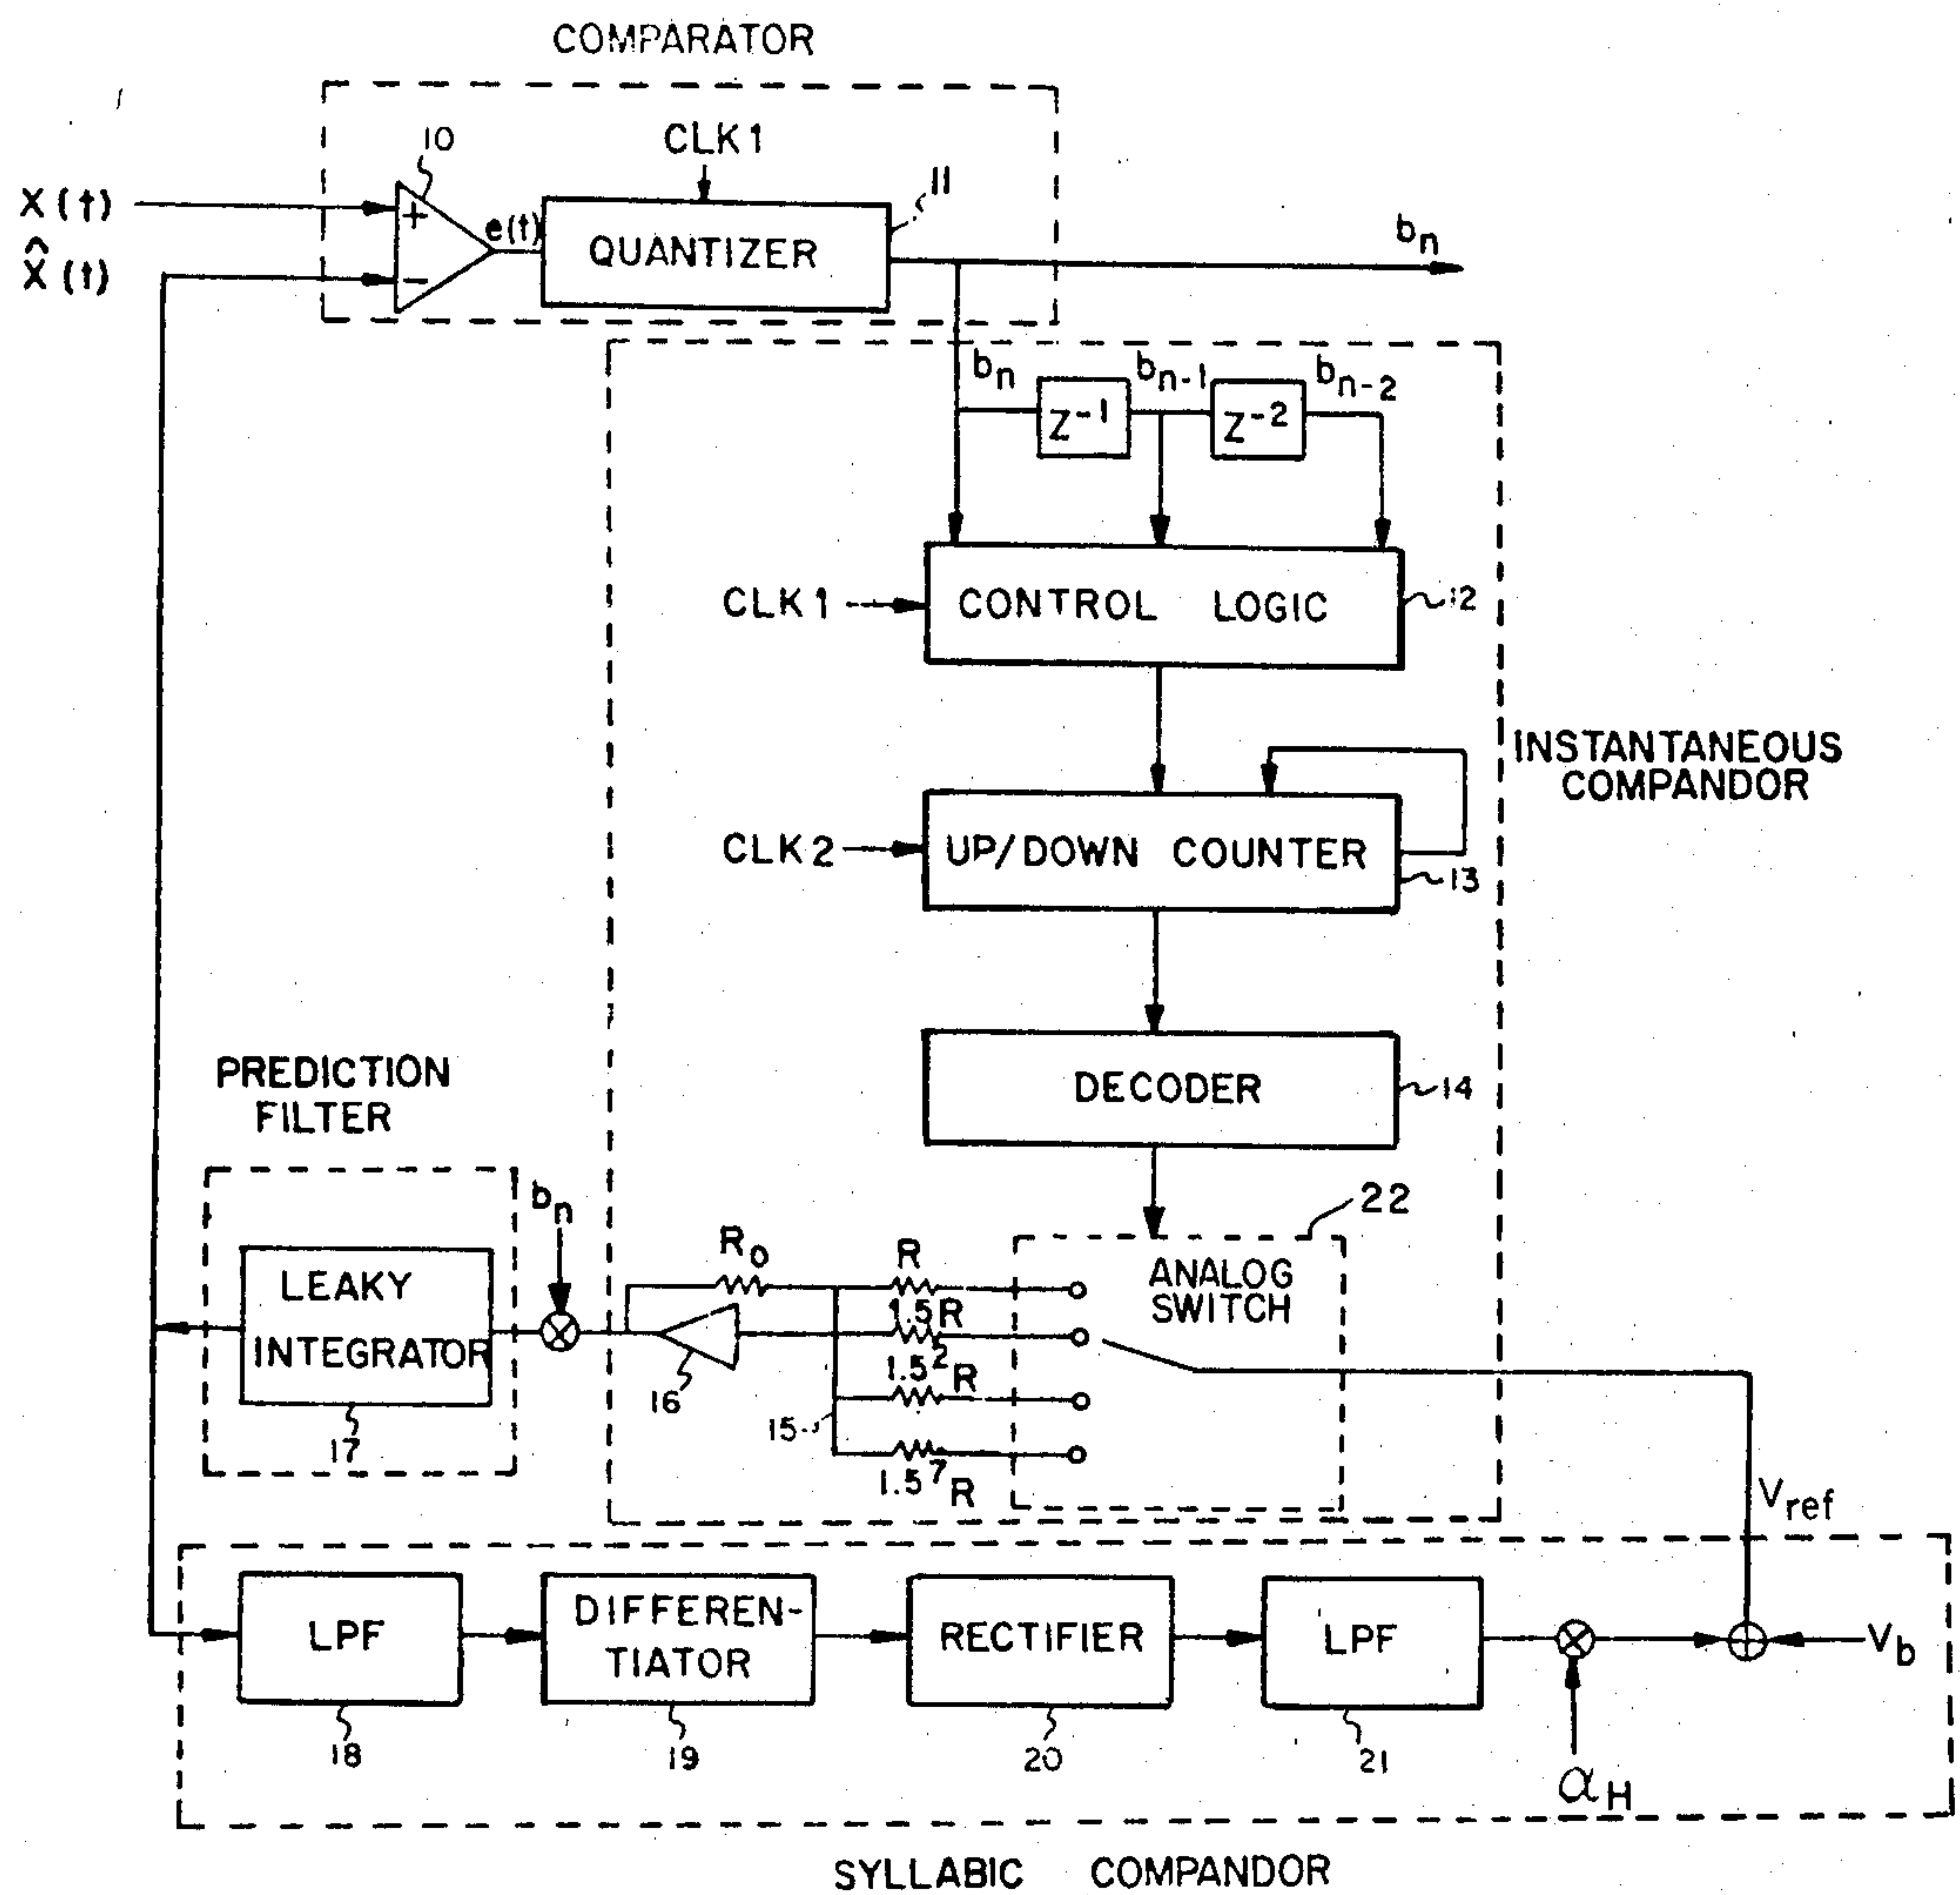 COMPARATOR
10
CLK1
11
X(t)
+
e(t)
QUANTIZER
bn
X̂(t)
−
bn
bn-1
bn-2
Z⁻¹
Z⁻²
CLK1
CONTROL LOGIC
12
INSTANTANEOUS
COMPANDOR
CLK2
UP/DOWN COUNTER
13
PREDICTION
FILTER
DECODER
14
bn
22
R₀
R
ANALOG
SWITCH
LEAKY
INTEGRATOR
1.5R
1.5²R
16
15
17
1.5⁷R
Vref
LPF
DIFFEREN-
TIATOR
RECTIFIER
LPF
Vb
18
19
20
21
αH
SYLLABIC COMPANDOR